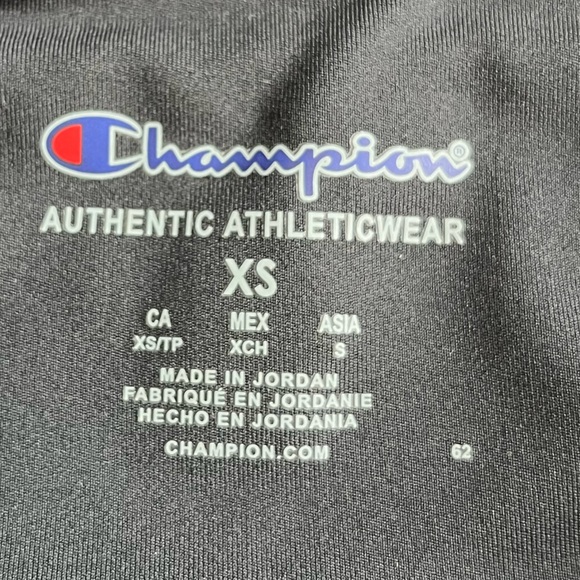 Champion®
AUTHENTIC ATHLETICWEAR
XS
CA MEX ASIA
XS/TP XCH S
MADE IN JORDAN
FABRIQUÉ EN JORDANIE
HECHO EN JORDANIA
CHAMPION.COM 62